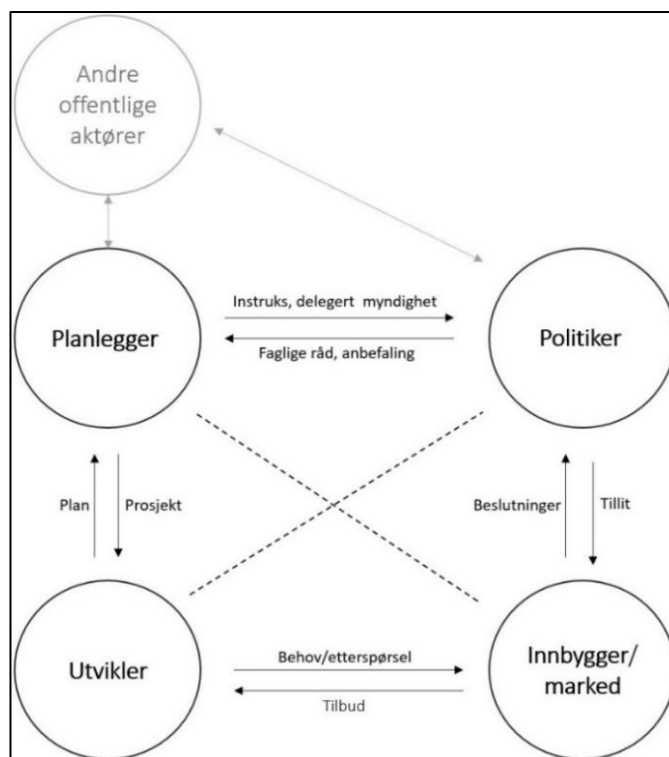 Andre
offentlige
aktører
Instruks, delegert myndighet
Planlegger
Politiker
Faglige råd, anbefaling
Plan
Prosjekt
Beslutninger
Tillit
Behov/etterspørsel
Utvikler
Innbygger/
marked
Tilbud